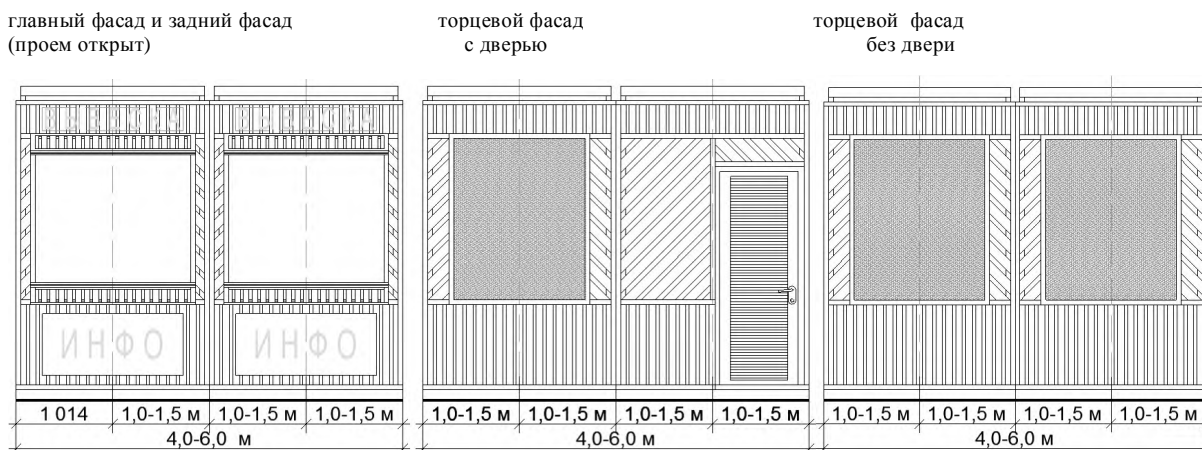 главный фасад и задний фасад
(проем открыт)
торцевой фасад
с дверью
торцевой фасад
без двери
ВЫВЕСКА ВЫВЕСКА
ИНФО ИНФО
1 014 1,0-1,5 м 1,0-1,5 м 1,0-1,5 м
4,0-6,0 м
1,0-1,5 м 1,0-1,5 м 1,0-1,5 м 1,0-1,5 м
4,0-6,0 м
1,0-1,5 м 1,0-1,5 м 1,0-1,5 м 1,0-1,5 м
4,0-6,0 м